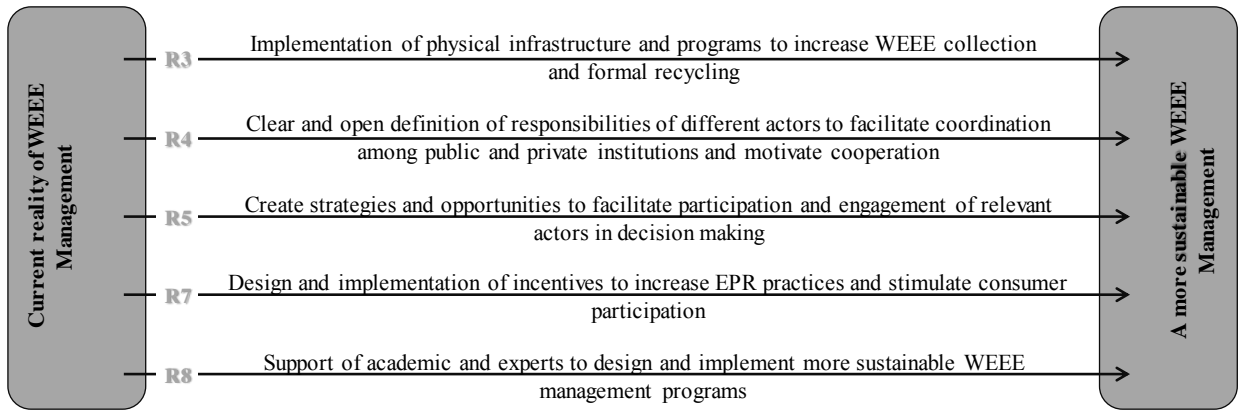 Current reality of WEEE
Management
R3
Implementation of physical infrastructure and programs to increase WEEE collection
and formal recycling
R4
Clear and open definition of responsibilities of different actors to facilitate coordination
among public and private institutions and motivate cooperation
R5
Create strategies and opportunities to facilitate participation and engagement of relevant
actors in decision making
R7
Design and implementation of incentives to increase EPR practices and stimulate consumer
participation
R8
Support of academic and experts to design and implement more sustainable WEEE
management programs
A more sustainable WEEE
Management